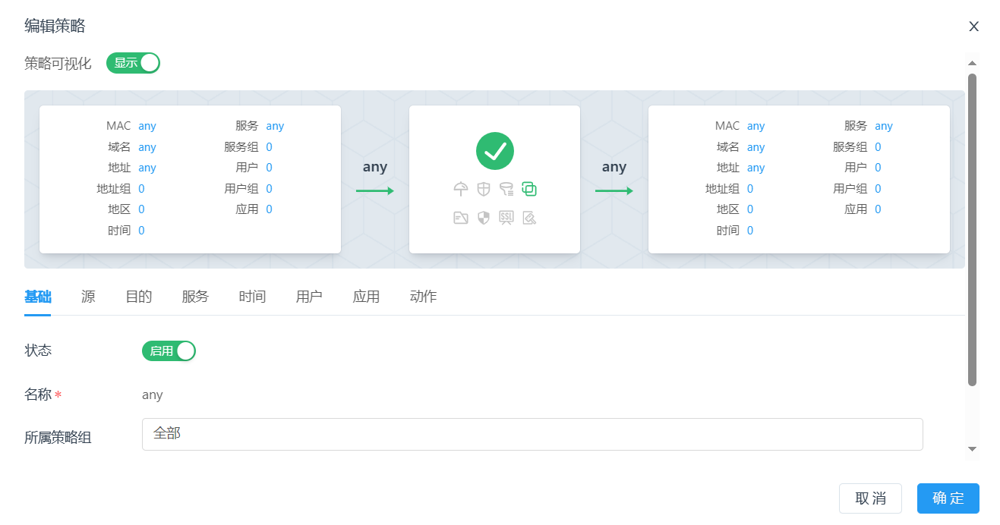 编辑策略
X
策略可视化 显示
MAC any 服务 any
域名 any 服务组 0
地址 any 用户 0
地址组 0 用户组 0
地区 0 应用 0
时间 0
any
SSL
any
MAC any 服务 any
域名 any 服务组 0
地址 any 用户 0
地址组 0 用户组 0
地区 0 应用 0
时间 0
基础 源 目的 服务 时间 用户 应用 动作
状态 启用
名称 * any
所属策略组 全部
取 消 确 定